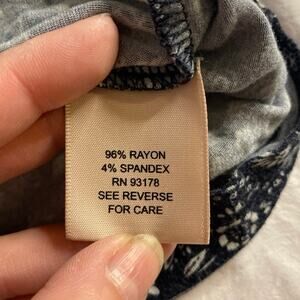 96% RAYON
4% SPANDEX
RN 93178
SEE REVERSE
FOR CARE